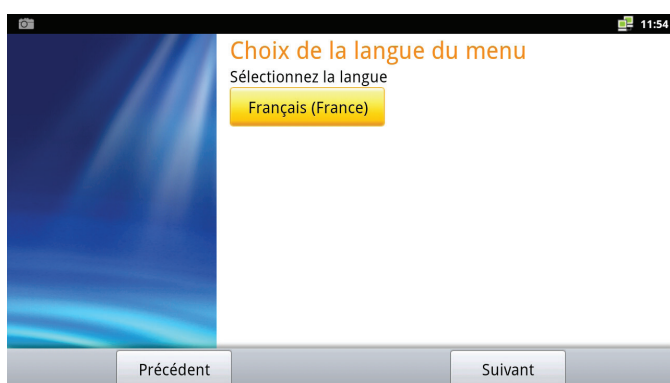 11:54
Choix de la langue du menu
Sélectionnez la langue
Français (France)
Précédent
Suivant